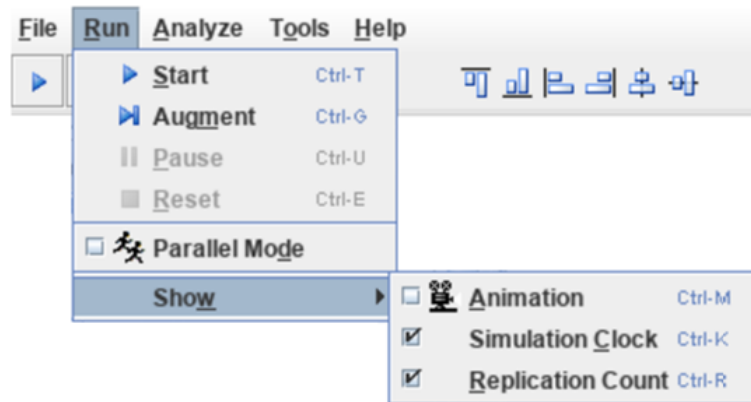 File Run Analyze Tools Help
Start Ctrl-T
Augment Ctrl-G
Pause Ctrl-U
Reset Ctrl-E
Parallel Mode
Show
Animation Ctrl-M
Simulation Clock Ctrl-K
Replication Count Ctrl-R